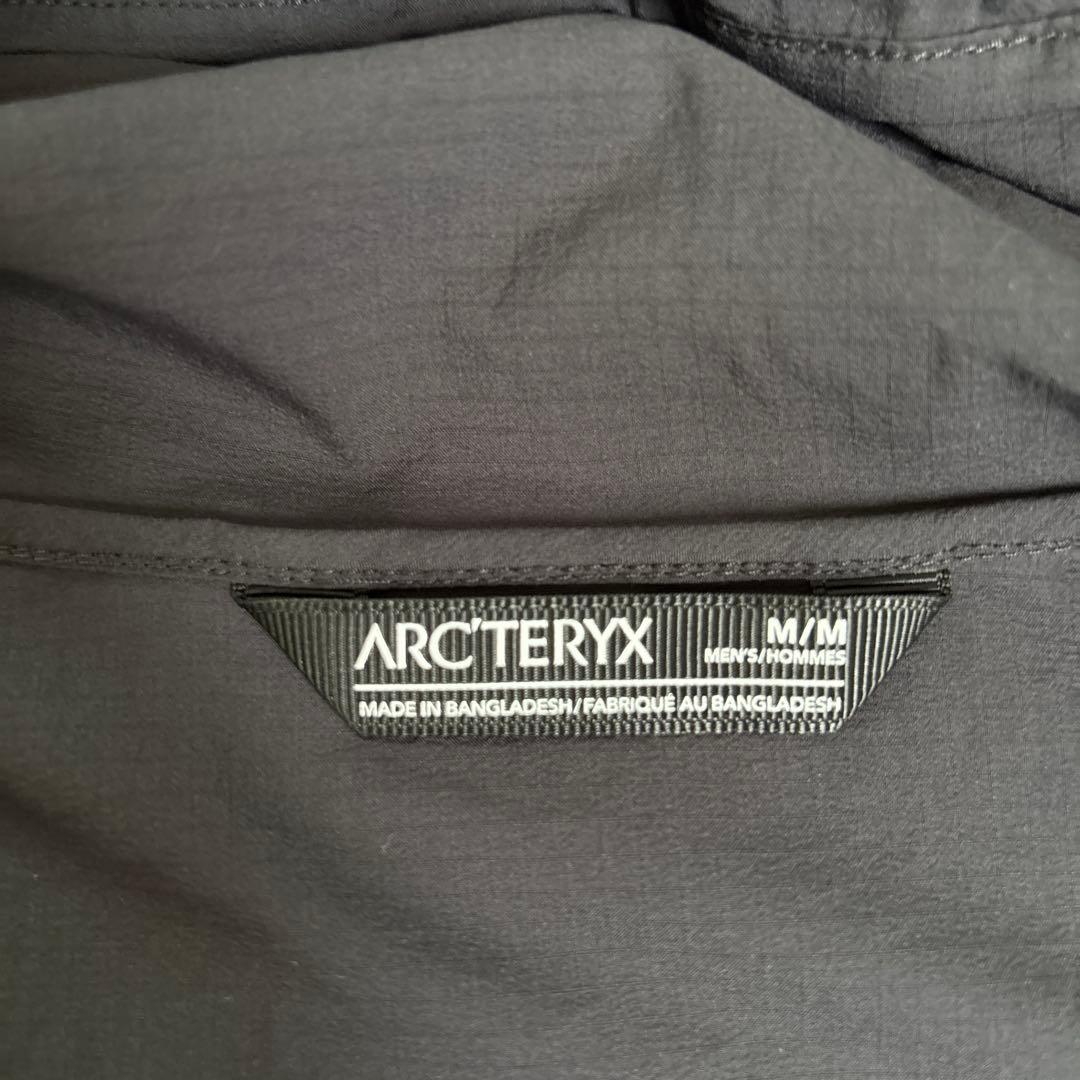 ARC'TERYX M/M
MEN'S/HOMMES
MADE IN BANGLADESH/FABRIQUÉ AU BANGLADESH